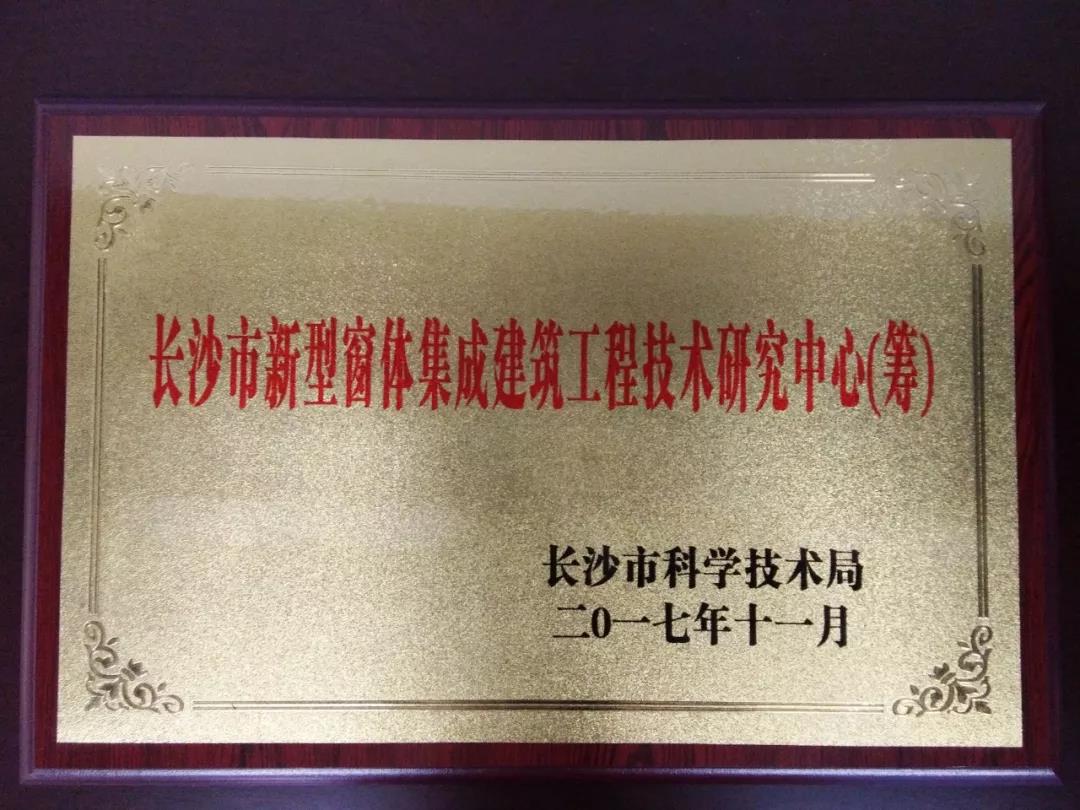 长沙市新型窗体集成建筑工程技术研究中心(筹)
长沙市科学技术局
二0一七年十一月